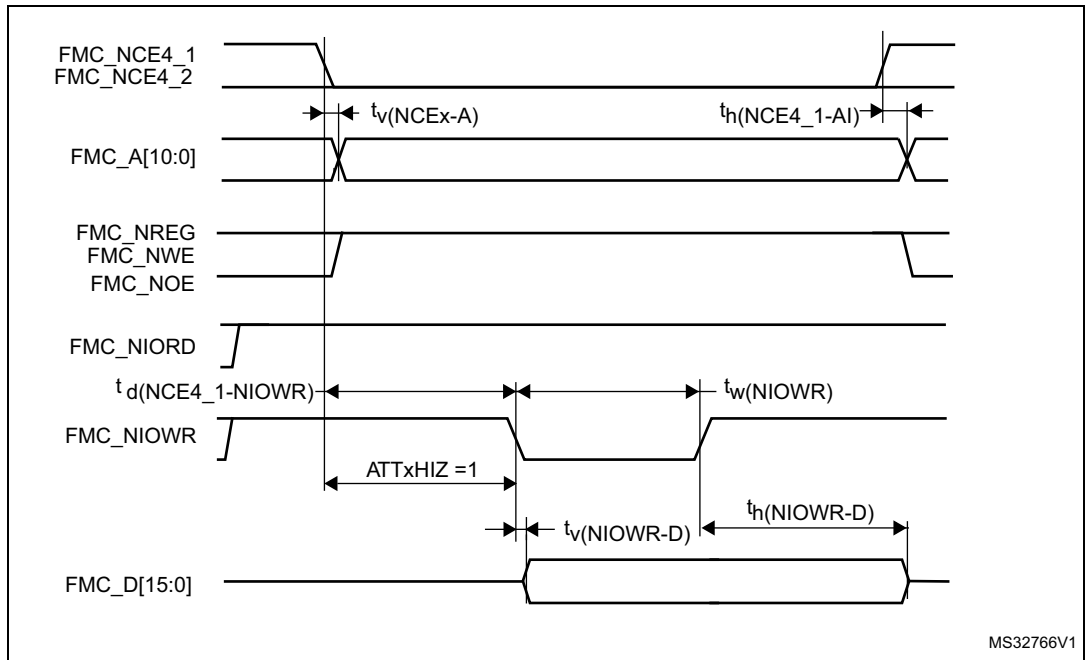 FMC_NCE4_1
FMC_NCE4_2
tv(NCEx-A)
th(NCE4_1-AI)
FMC_A[10:0]
FMC_NREG
FMC_NWE
FMC_NOE
FMC_NIORD
t d(NCE4_1-NIOWR)
tw(NIOWR)
FMC_NIOWR
ATTxHIZ =1
th(NIOWR-D)
tv(NIOWR-D)
FMC_D[15:0]
MS32766V1